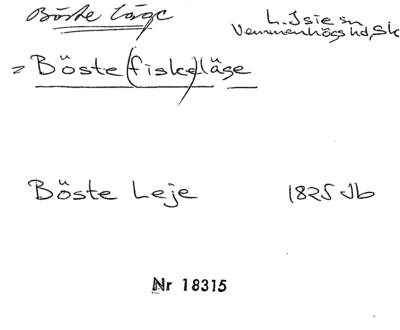 Böste läge
L. Isie sn
Vemmenhögs hd, Sk
= Böste(fiske)läge
Böste Leje 1825 Jb
Nr 18315